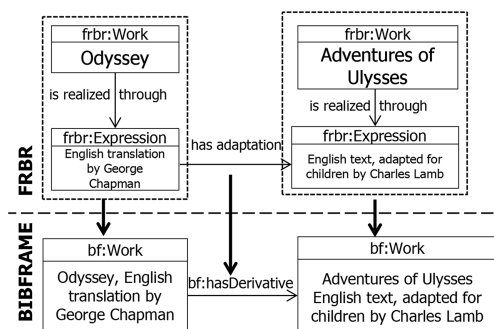 frbr:Work
Odyssey
is realized through
frbr:Expression
English translation
by George
Chapman
has adaptation
frbr:Work
Adventures of
Ulysses
is realized through
frbr:Expression
English text, adapted for
children by Charles Lamb
FRBR
BIBFRAME
bf:Work
Odyssey, English
translation by
George Chapman
bf:hasDerivative
bf:Work
Adventures of Ulysses
English text, adapted for
children by Charles Lamb